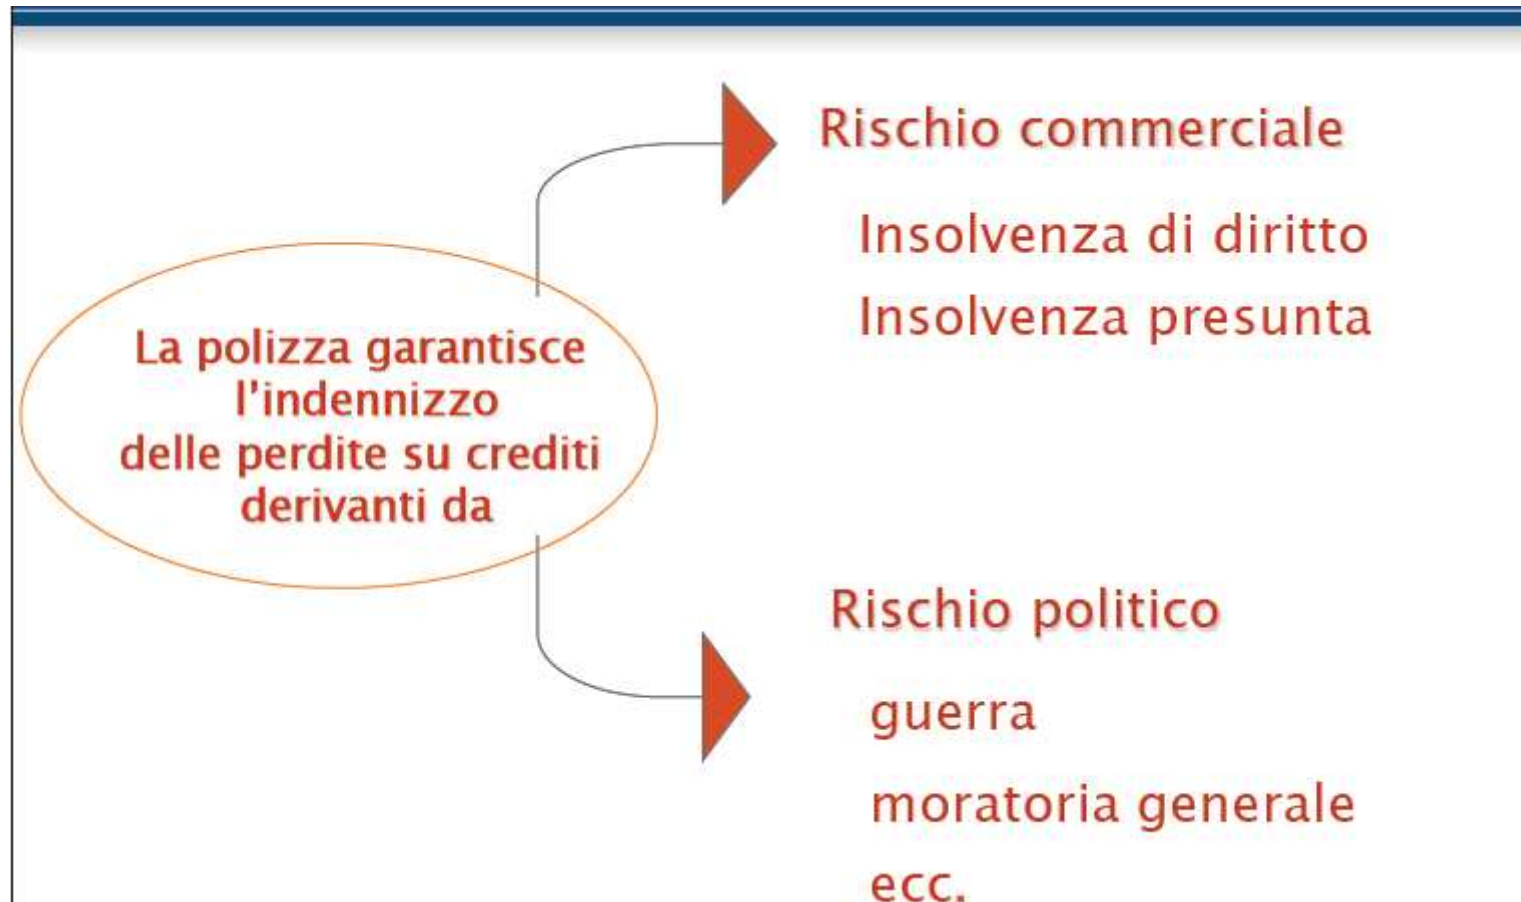 Rischio commerciale
Insolvenza di diritto
Insolvenza presunta
La polizza garantisce
l'indennizzo
delle perdite su crediti
derivanti da
Rischio politico
guerra
moratoria generale
ecc.